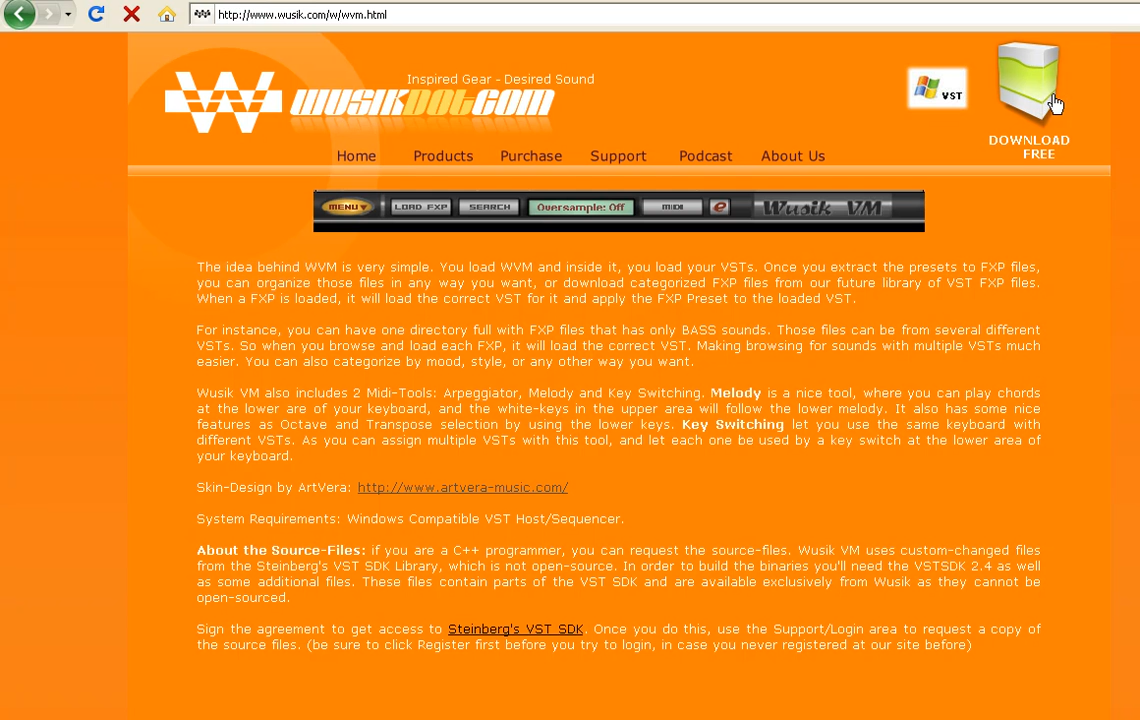 http://www.wusik.com/w/wvm.html
Inspired Gear - Desired Sound
WUSIKDOTCOM
VST
DOWNLOAD
FREE
Home Products Purchase Support Podcast About Us
MENU LOAD FXP SEARCH Oversample: Off MIDI e Wusik VM
The idea behind WVM is very simple. You load WVM and inside it, you load your VSTs. Once you extract the presets to FXP files,
you can organize those files in any way you want, or download categorized FXP files from our future library of VST FXP files.
When a FXP is loaded, it will load the correct VST for it and apply the FXP Preset to the loaded VST.
For instance, you can have one directory full with FXP files that has only BASS sounds. Those files can be from several different
VSTs. So when you browse and load each FXP, it will load the correct VST. Making browsing for sounds with multiple VSTs much
easier. You can also categorize by mood, style, or any other way you want.
Wusik VM also includes 2 Midi-Tools: Arpeggiator, Melody and Key Switching. Melody is a nice tool, where you can play chords
at the lower are of your keyboard, and the white-keys in the upper area will follow the lower melody. It also has some nice
features as Octave and Transpose selection by using the lower keys. Key Switching let you use the same keyboard with
different VSTs. As you can assign multiple VSTs with this tool, and let each one be used by a key switch at the lower area of
your keyboard.
Skin-Design by ArtVera: http://www.artvera-music.com/
System Requirements: Windows Compatible VST Host/Sequencer.
About the Source-Files: if you are a C++ programmer, you can request the source-files. Wusik VM uses custom-changed files
from the Steinberg's VST SDK Library, which is not open-source. In order to build the binaries you'll need the VSTSDK 2.4 as well
as some additional files. These files contain parts of the VST SDK and are available exclusively from Wusik as they cannot be
open-sourced.
Sign the agreement to get access to Steinberg's VST SDK. Once you do this, use the Support/Login area to request a copy of
the source files. (be sure to click Register first before you try to login, in case you never registered at our site before)